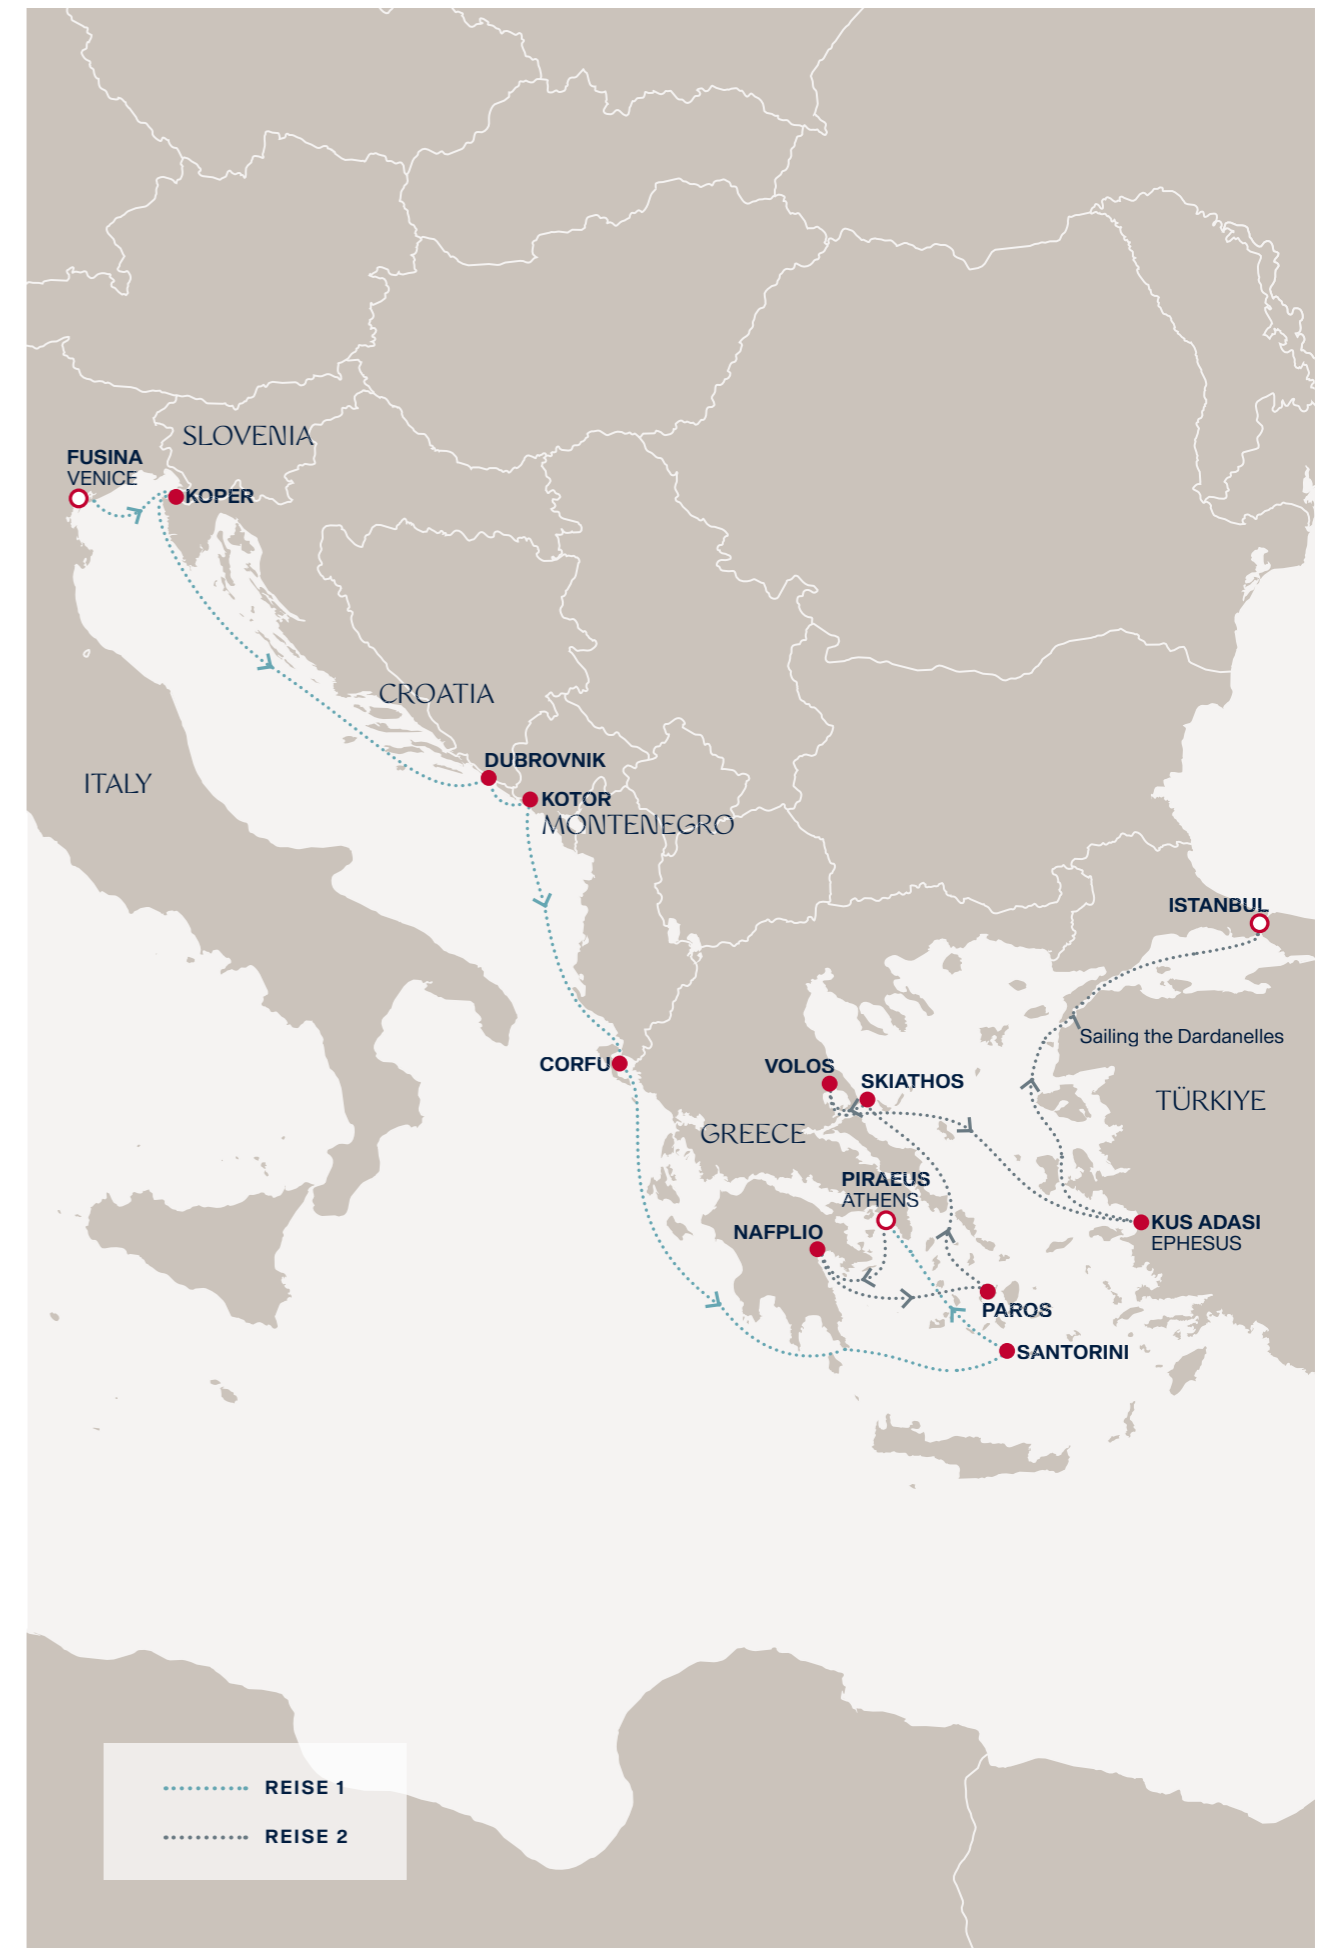 SLOVENIA
FUSINA
VENICE
KOPER
CROATIA
ITALY
DUBROVNIK
KOTOR
MONTENEGRO
ISTANBUL
Sailing the Dardanelles
CORFU
VOLOS
SKIATHOS
TÜRKIYE
GREECE
PIRAEUS
ATHENS
NAFPLIO
KUS ADASI
EPHESUS
PAROS
SANTORINI
REISE 1
REISE 2